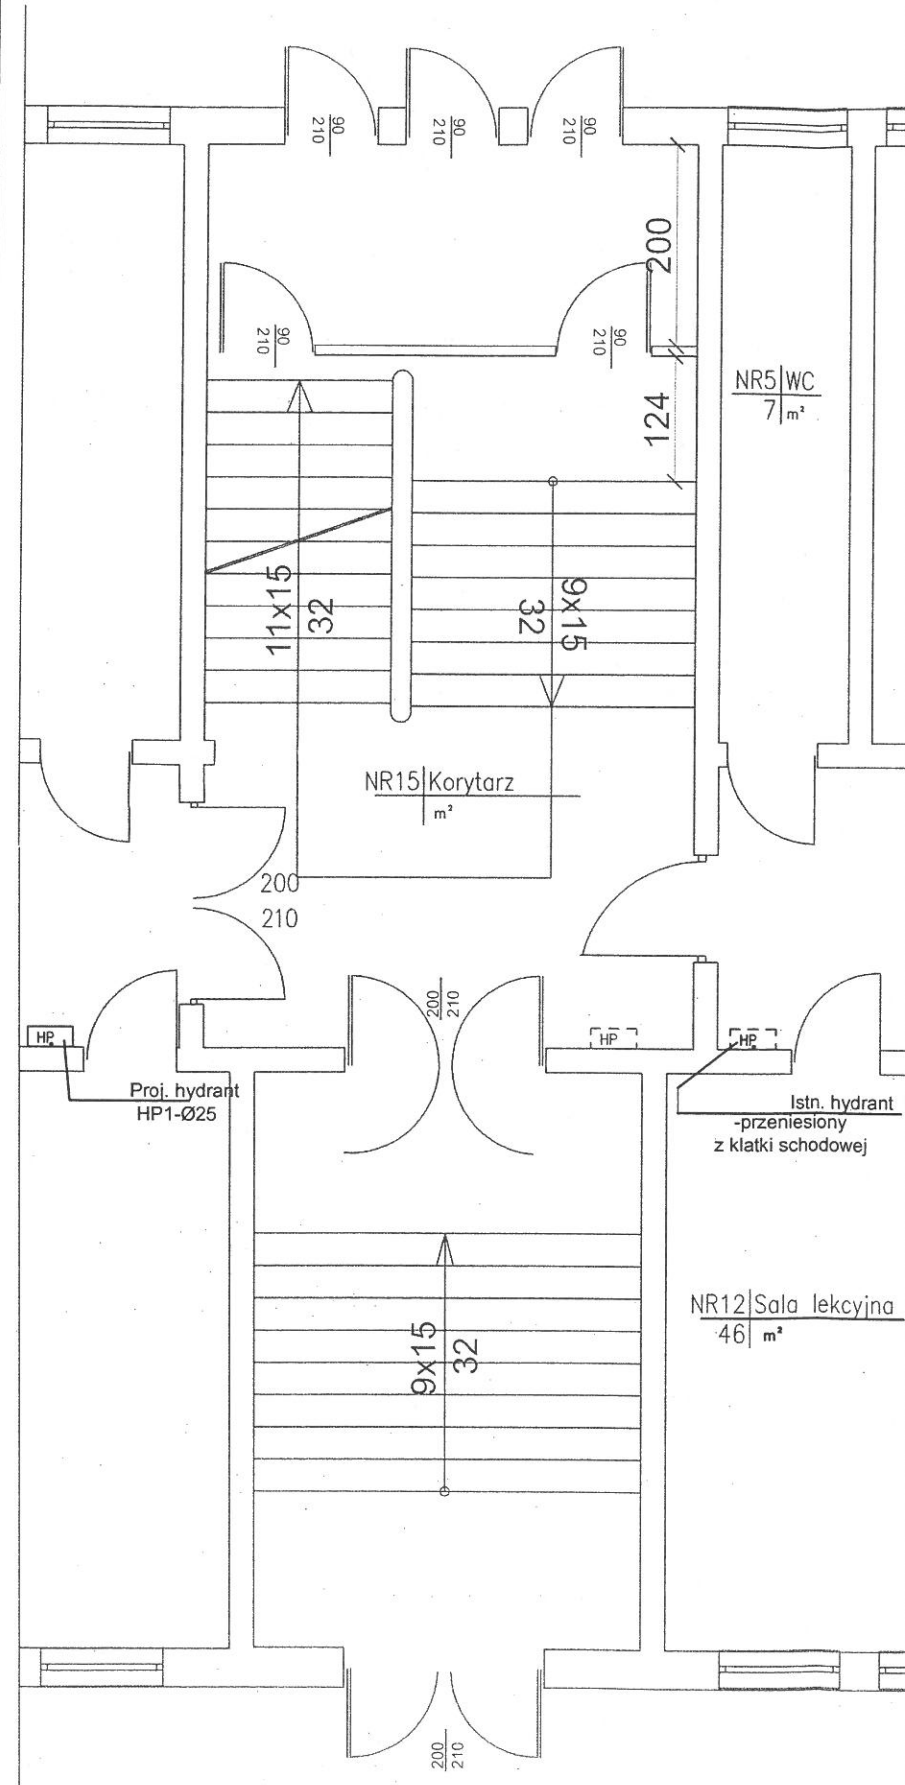 90
210
90
210
90
210
200
90
210
90
210
124
NR5 WC
7 m²
11x15
32
9x15
32
NR15 Korytarz
m²
200
210
200
210
HP
HP
HP
Proj. hydrant
HP1-Ø25
Istn. hydrant
-przeniesiony
z klatki schodowej
NR12 Sala lekcyjna
46 m²
9x15
32
200
210